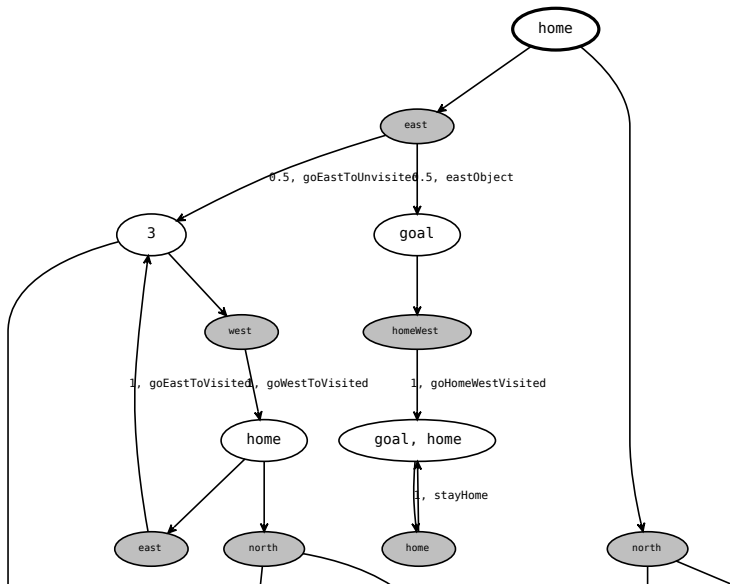 home
east
0.5, goEastToUnvisited
0.5, eastObject
3
goal
west
homeWest
1, goEastToVisited
1, goWestToVisited
1, goHomeWestVisited
home
goal, home
1, stayHome
east
north
home
north